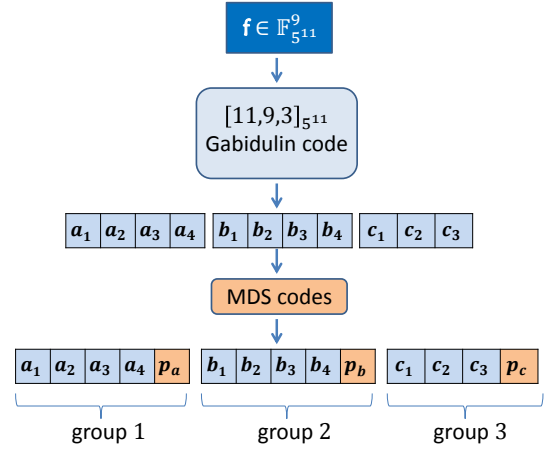 f ∈ 𝔽⁹₅¹¹
[11,9,3]₅¹¹
Gabidulin code
a₁ a₂ a₃ a₄ b₁ b₂ b₃ b₄ c₁ c₂ c₃
MDS codes
a₁ a₂ a₃ a₄ pₐ b₁ b₂ b₃ b₄ p_b c₁ c₂ c₃ p_c
group 1 group 2 group 3